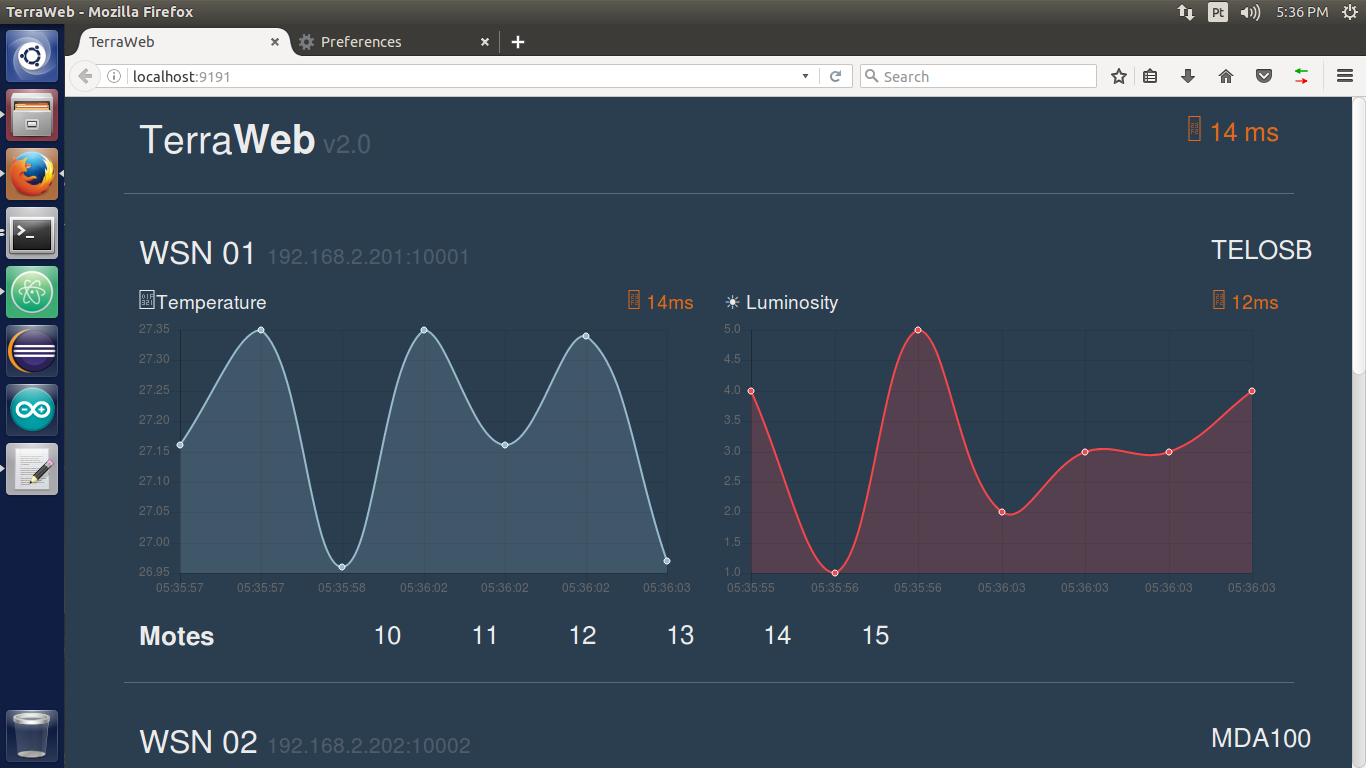 TerraWeb - Mozilla Firefox
Pt
5:36 PM
TerraWeb
Preferences
localhost:9191
Search
TerraWeb v2.0
14 ms
WSN 01 192.168.2.201:10001
TELOSB
Temperature
14ms
Luminosity
12ms
27.35
27.30
27.25
27.20
27.15
27.10
27.05
27.00
26.95
05:35:57 05:35:57 05:35:58 05:36:02 05:36:02 05:36:02 05:36:03
5.0
4.5
4.0
3.5
3.0
2.5
2.0
1.5
1.0
05:35:55 05:35:56 05:35:56 05:36:03 05:36:03 05:36:03 05:36:03
Motes 10 11 12 13 14 15
WSN 02 192.168.2.202:10002
MDA100